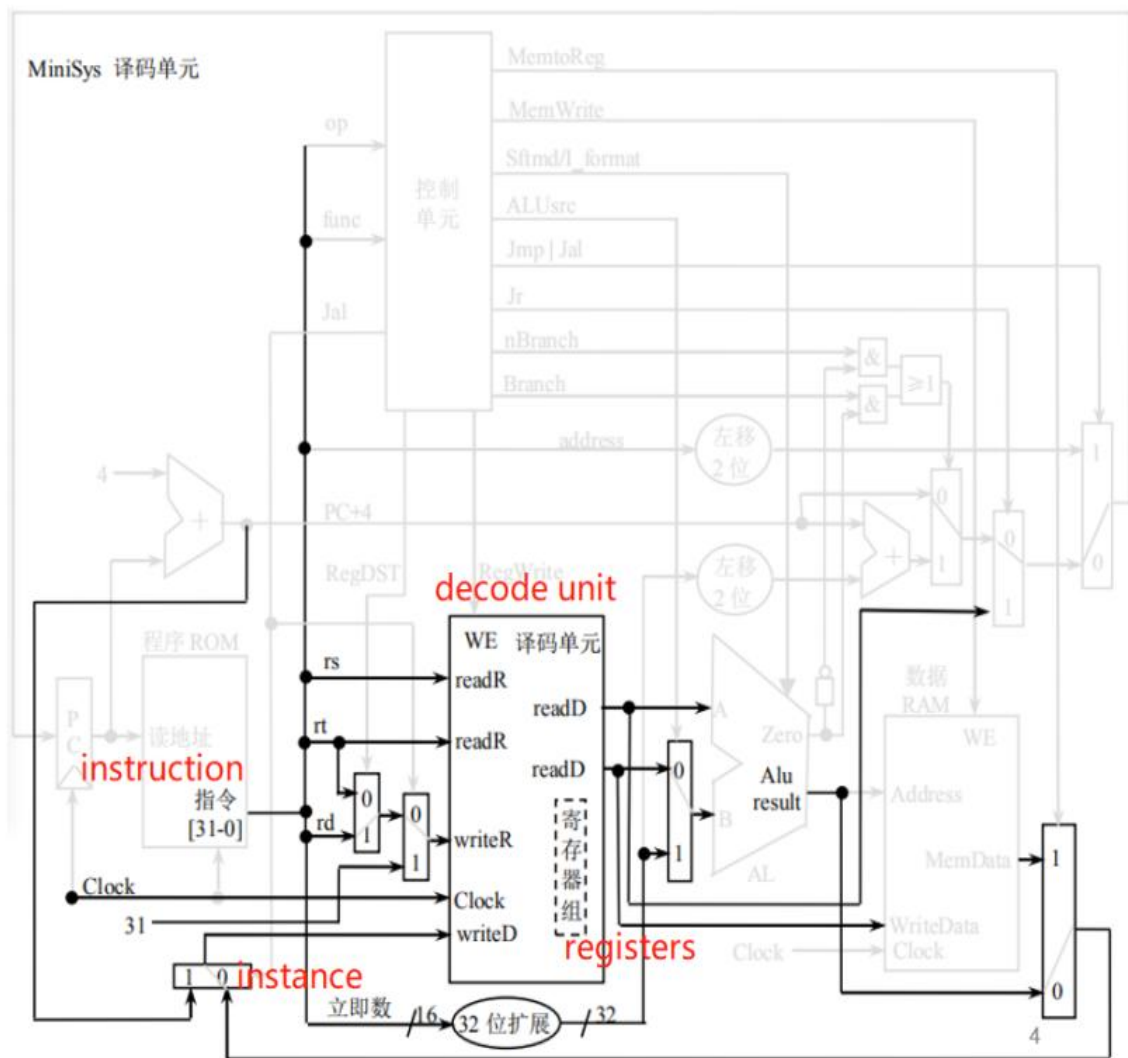 MiniSys 译码单元
MemtoReg
MemWrite
op
Sftmd/I_format
控制
单元
ALUsrc
func
Jmp | Jal
Jr
Jal
nBranch
&
Branch
≥1
&
address
左移
2 位
1
4
0
PC+4
+
0
+
0
1
RegDST
RegWrite
左移
2 位
1
decode unit
程序 ROM
WE 译码单元
rs
readR
数据
RAM
P
C
读地址
readD
A
rt
readR
Zero
WE
instruction
readD
0
Alu
result
指令
[31-0]
0
0
寄
存
器
组
Address
B
rd
1
writeR
1
1
MemData
1
AL
Clock
Clock
31
writeD
registers
WriteData
Clock
Clock
1 0
instance
立即数
16
32 位扩展
32
0
4